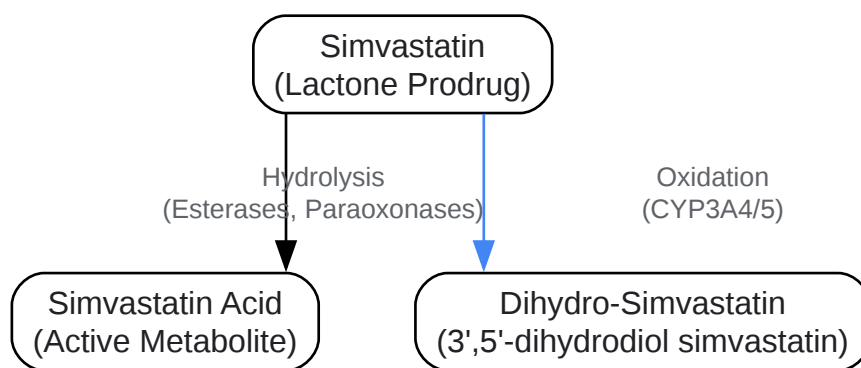 Simvastatin
(Lactone Prodrug)
Hydrolysis
(Esterases, Paraoxonases)
Oxidation
(CYP3A4/5)
Simvastatin Acid
(Active Metabolite)
Dihydro-Simvastatin
(3',5'-dihydrodiol simvastatin)